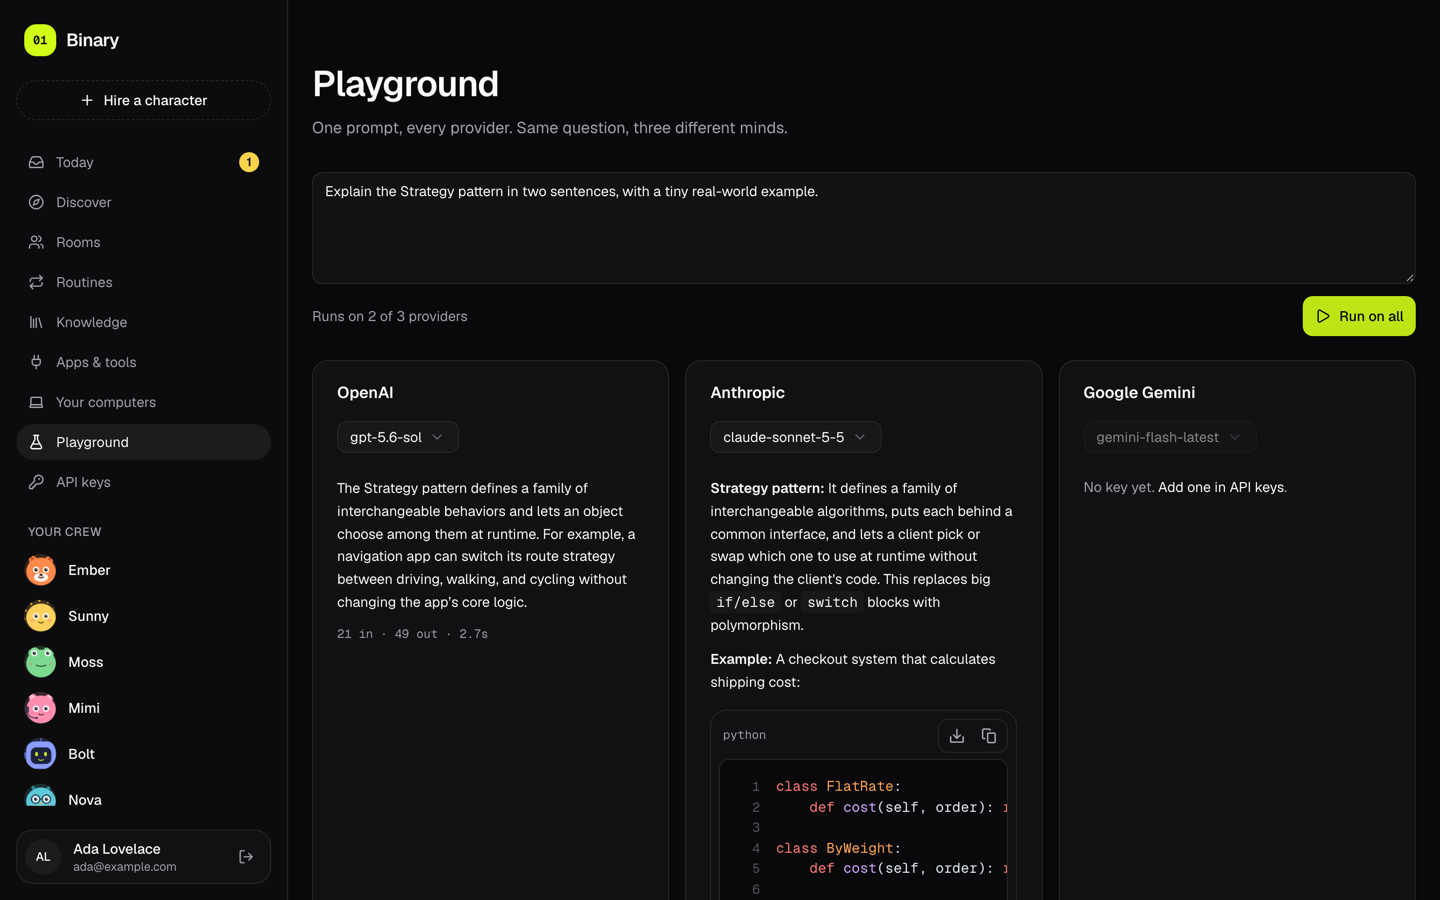 01 Binary
Hire a character
Today 1
Discover
Rooms
Routines
Knowledge
Apps & tools
Your computers
Playground
API keys
YOUR CREW
Ember
Sunny
Moss
Mimi
Bolt
Nova
AL
Ada Lovelace
ada@example.com
Playground
One prompt, every provider. Same question, three different minds.
Explain the Strategy pattern in two sentences, with a tiny real-world example.
Runs on 2 of 3 providers
Run on all
OpenAI
gpt-5.6-sol
The Strategy pattern defines a family of
interchangeable behaviors and lets an object
choose among them at runtime. For example, a
navigation app can switch its route strategy
between driving, walking, and cycling without
changing the app’s core logic.
21 in · 49 out · 2.7s
Anthropic
claude-sonnet-5-5
Strategy pattern: It defines a family of
interchangeable algorithms, puts each behind a
common interface, and lets a client pick or
swap which one to use at runtime without
changing the client's code. This replaces big
if/else or switch blocks with
polymorphism.
Example: A checkout system that calculates
shipping cost:
python
1 class FlatRate:
2     def cost(self, order):
3
4 class ByWeight:
5     def cost(self, order):
6
Google Gemini
gemini-flash-latest
No key yet. Add one in API keys.